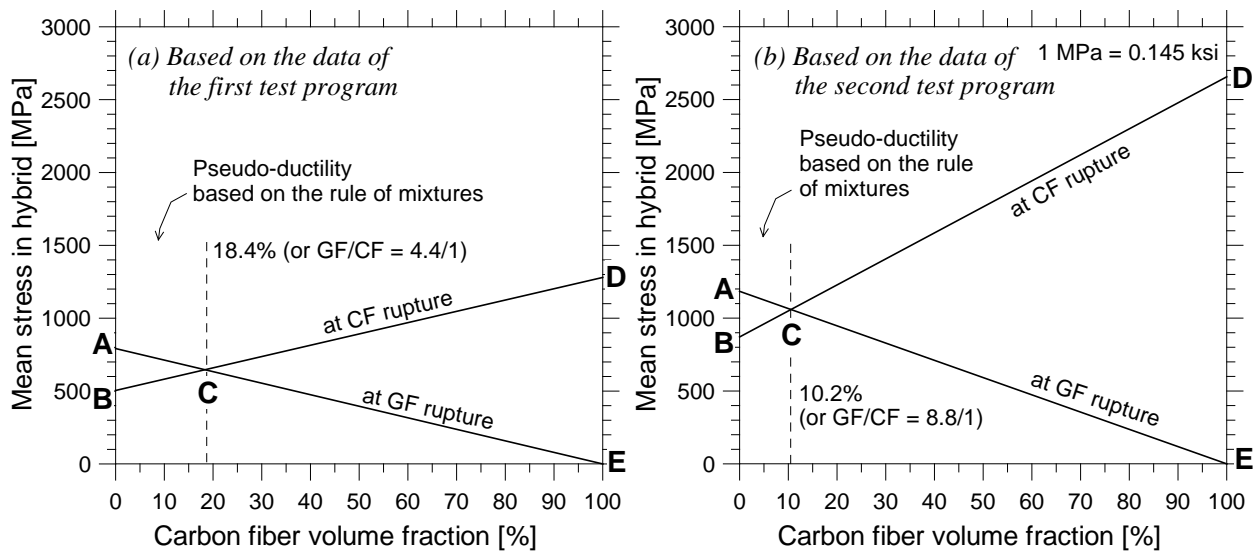 3000
2500
2000
1500
1000
500
0
Mean stress in hybrid [MPa]
(a) Based on the data of
the first test program
Pseudo-ductility
based on the rule of mixtures
18.4% (or GF/CF = 4.4/1)
at CF rupture
at GF rupture
A
B
C
D
E
0 10 20 30 40 50 60 70 80 90 100
Carbon fiber volume fraction [%]
3000
2500
2000
1500
1000
500
0
Mean stress in hybrid [MPa]
(b) Based on the data of
the second test program
1 MPa = 0.145 ksi
Pseudo-ductility
based on the rule
of mixtures
at CF rupture
at GF rupture
10.2%
(or GF/CF = 8.8/1)
A
B
C
D
E
0 10 20 30 40 50 60 70 80 90 100
Carbon fiber volume fraction [%]